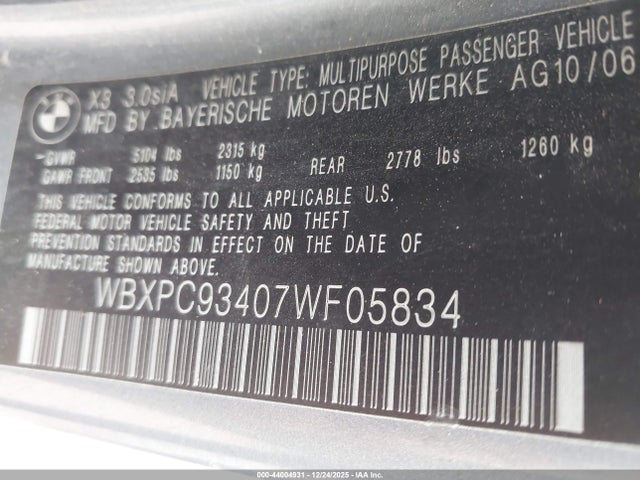 BMW
X3 3.0siA VEHICLE TYPE: MULTIPURPOSE PASSENGER VEHICLE
MFD BY BAYERISCHE MOTOREN WERKE AG10/06
GVWR 5104 lbs 2315 kg
GAWR FRONT 2535 lbs 1150 kg REAR 2778 lbs 1260 kg
THIS VEHICLE CONFORMS TO ALL APPLICABLE U.S.
FEDERAL MOTOR VEHICLE SAFETY AND THEFT
PREVENTION STANDARDS IN EFFECT ON THE DATE OF
MANUFACTURE.
WBXPC93407WF05834
000-44004931 - 12/24/2025 - IAA Inc.